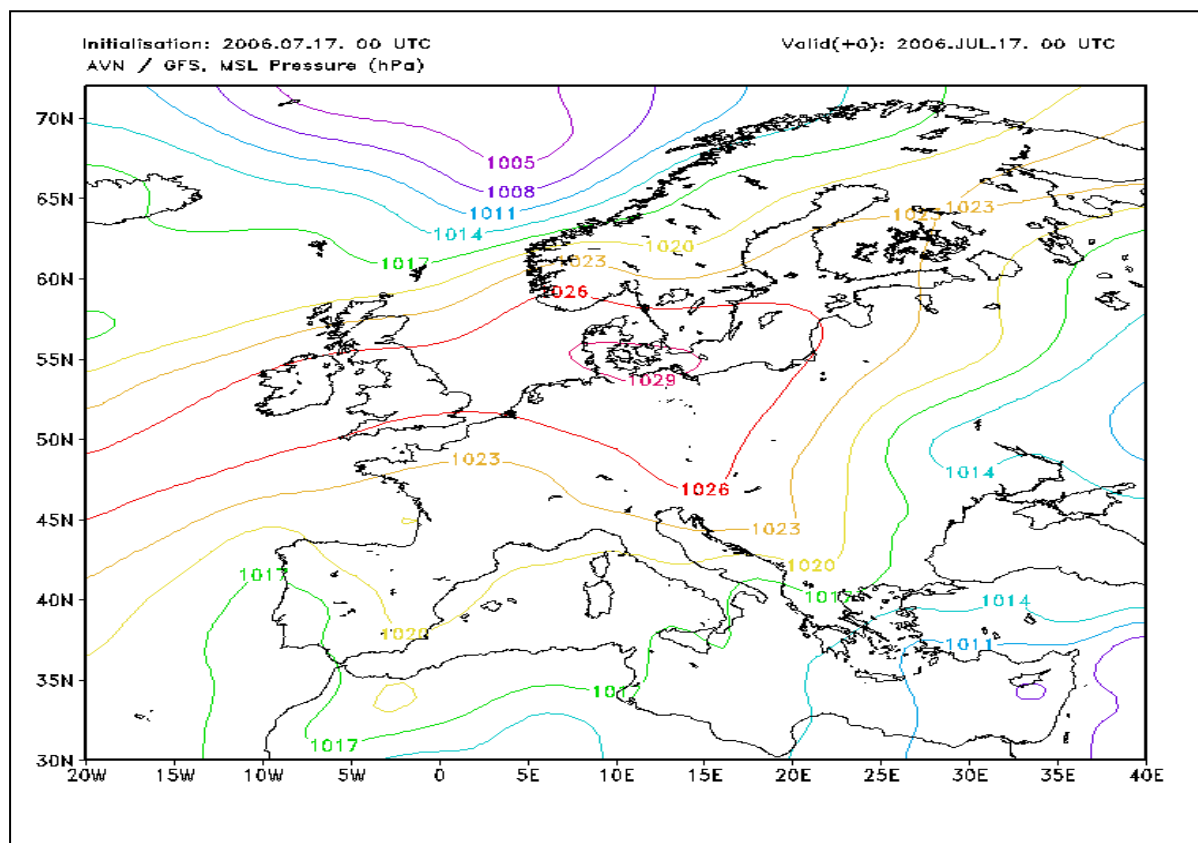 Initialisation: 2006.07.17. 00 UTC
Valid(+0): 2006.JUL.17. 00 UTC
AVN / GFS, MSL Pressure (hPa)
70N
1005
1008
65N
1011
1023
1023
1014
1020
1017
1023
60N
1026
55N
1029
50N
1023
1014
1026
45N
1023
1020
1017
1017
1014
40N
1020
1011
35N
101
1017
30N
20W 15W 10W 5W 0 5E 10E 15E 20E 25E 30E 35E 40E